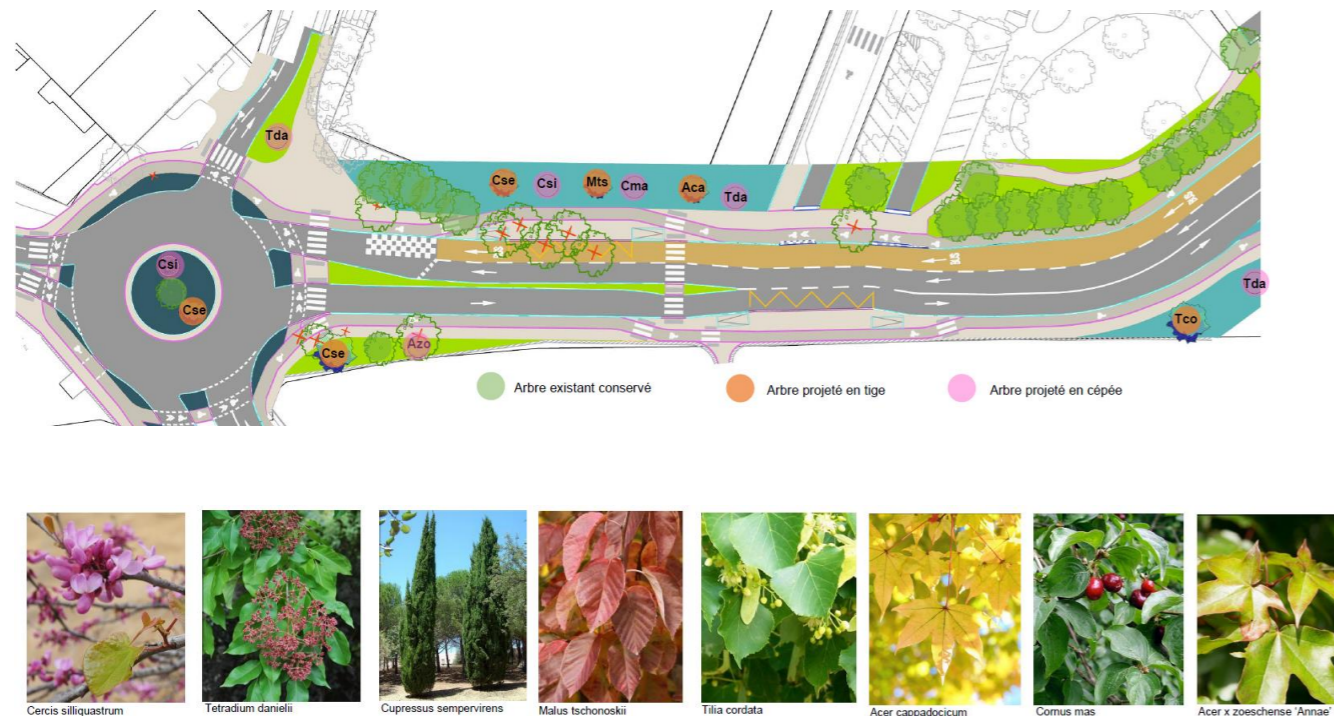 Tda
Cse
Csi
Mts
Cma
Aca
Tda
Csi
Cse
Tda
Tco
Cse
Azo
Arbre existant conservé
Arbre projeté en tige
Arbre projeté en cépée
Cercis silliquastrum
Tetradium danielii
Cupressus sempervirens
Malus tschonoskii
Tilia cordata
Acer cappadocicum
Cornus mas
Acer x zoeschense 'Annae'